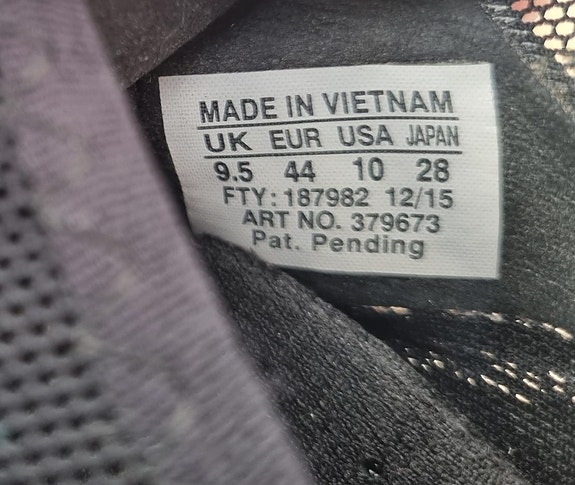 MADE IN VIETNAM
UK EUR USA JAPAN
9.5 44 10 28
FTY: 187982 12/15
ART NO. 379673
Pat. Pending